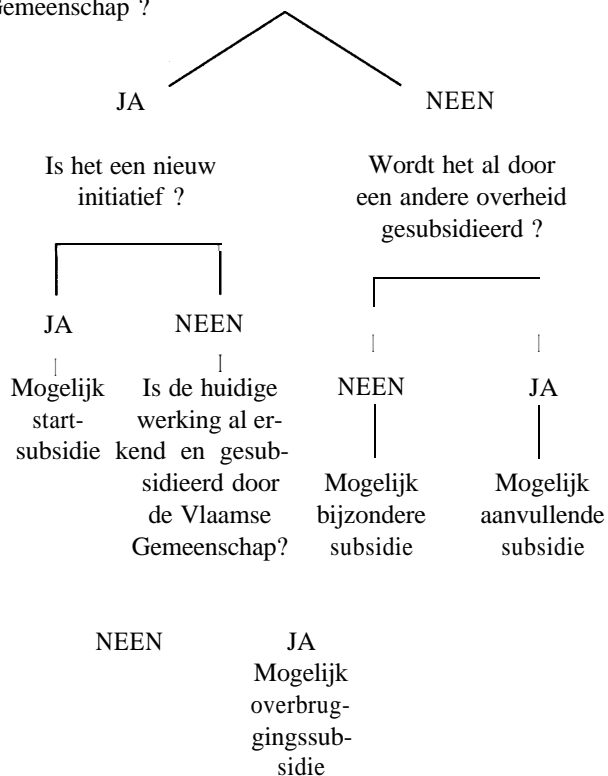 Gemeenschap ?
JA
NEEN
Is het een nieuw
initiatief ?
Wordt het al door
een andere overheid
gesubsidieerd ?
JA
NEEN
Mogelijk
start-
subsidie
Is de huidige
werking al er-
kend en gesub-
sidieerd door
de Vlaamse
Gemeenschap?
NEEN
JA
Mogelijk
bijzondere
subsidie
Mogelijk
aanvullende
subsidie
NEEN
JA
Mogelijk
overbrug-
gingssub-
sidie